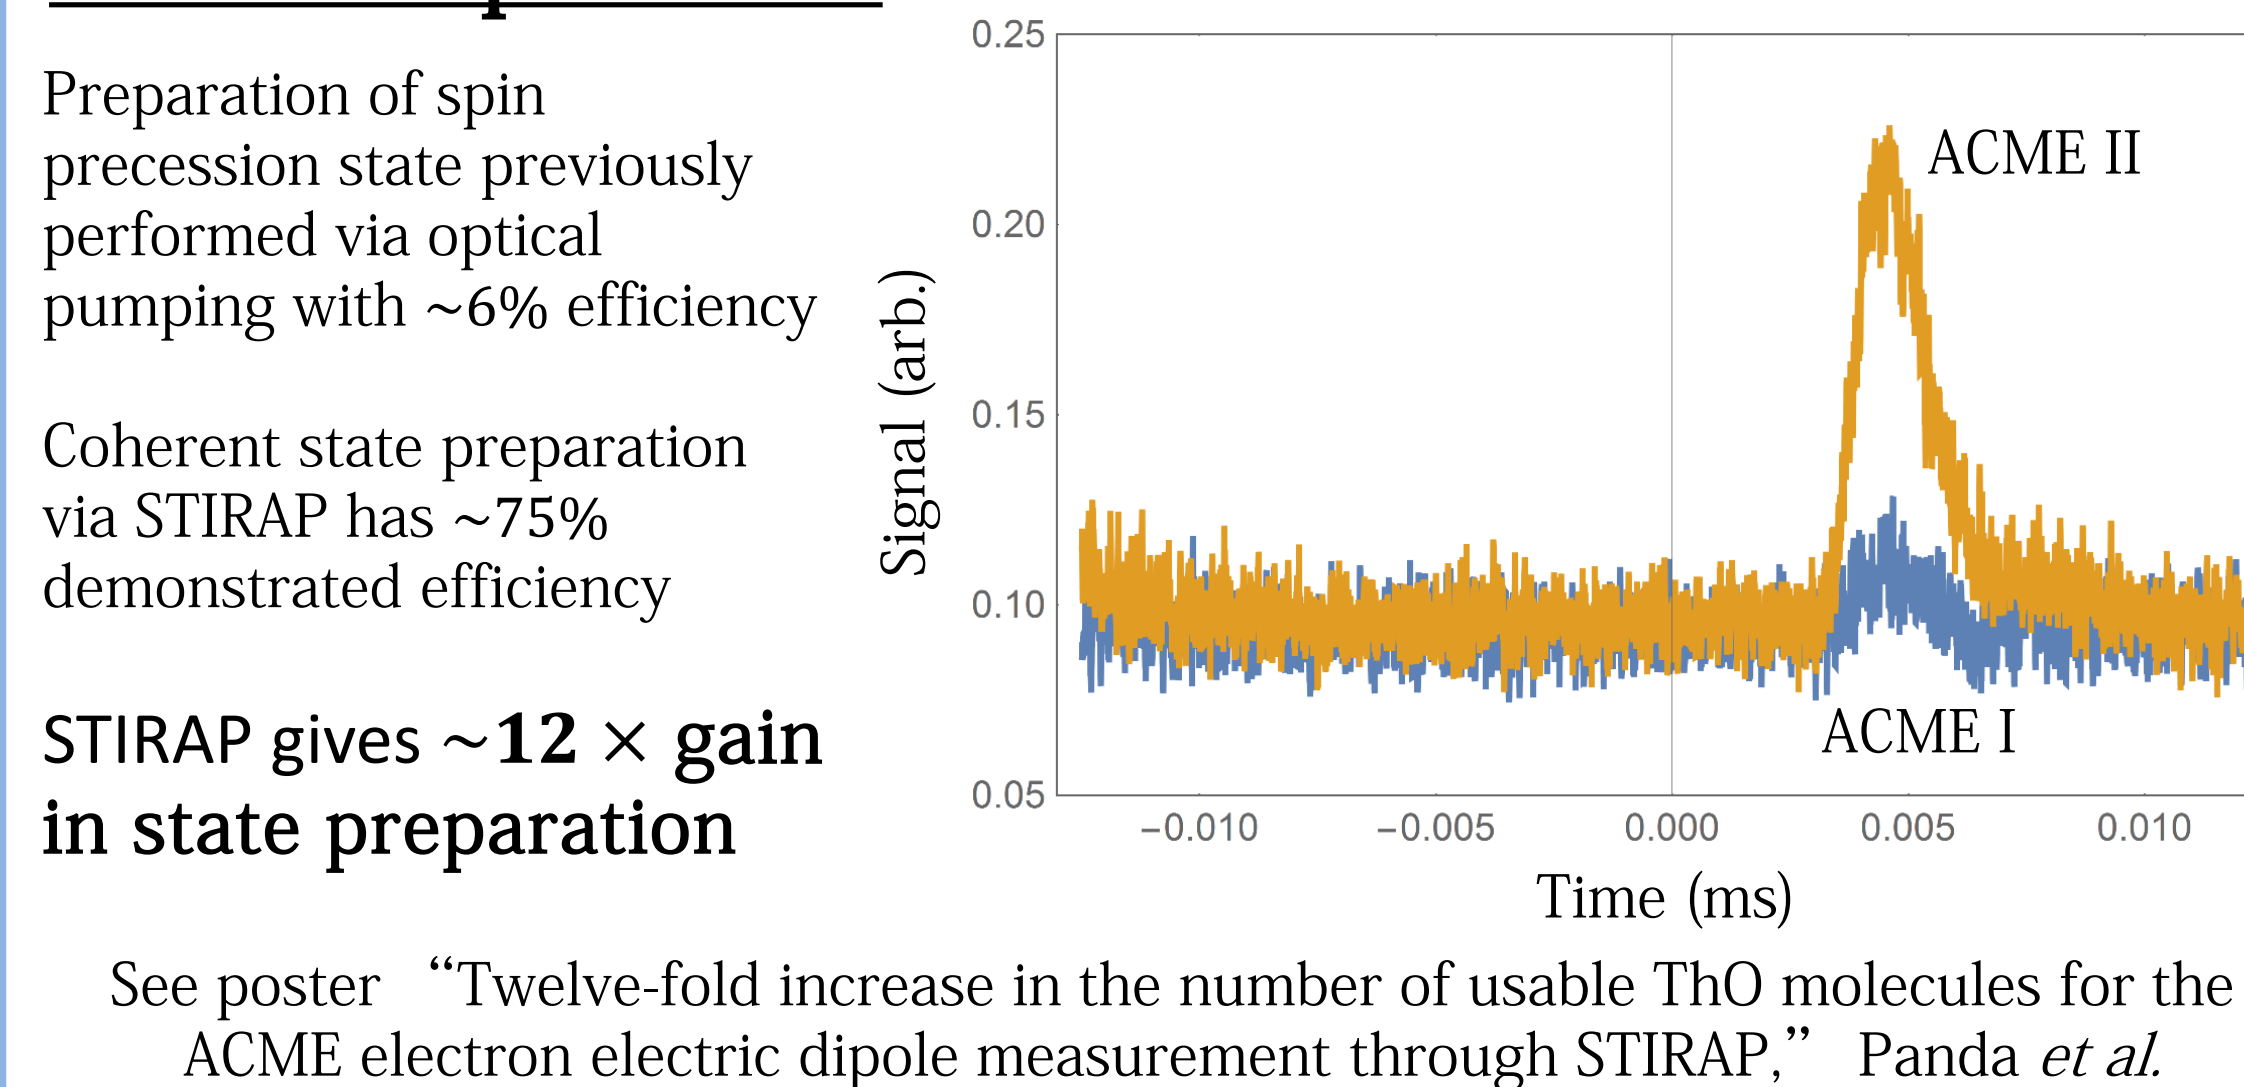 Preparation of spin
precession state previously
performed via optical
pumping with ~6% efficiency
Coherent state preparation
via STIRAP has ~75%
demonstrated efficiency
STIRAP gives ~12 × gain
in state preparation
Signal (arb.)
0.25
0.20
0.15
0.10
0.05
ACME II
ACME I
−0.010 −0.005 0.000 0.005 0.010
Time (ms)
See poster “Twelve-fold increase in the number of usable ThO molecules for the
ACME electron electric dipole measurement through STIRAP,” Panda et al.